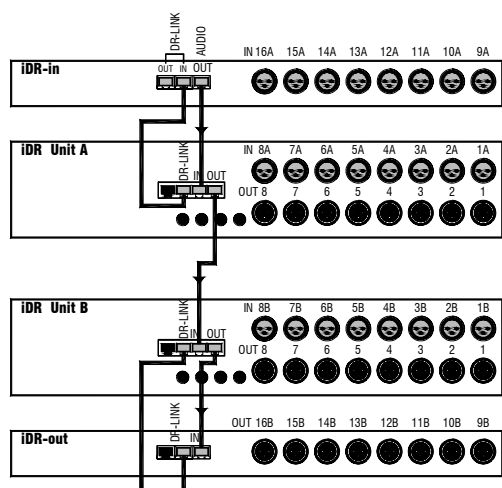 DR-LINK
AUDIO
OUT IN OUT
IN 16A 15A 14A 13A 12A 11A 10A 9A
iDR-in
iDR Unit A
DR-LINK
IN OUT
IN 8A 7A 6A 5A 4A 3A 2A 1A
OUT 8 7 6 5 4 3 2 1
iDR Unit B
DR-LINK
IN OUT
IN 8B 7B 6B 5B 4B 3B 2B 1B
OUT 8 7 6 5 4 3 2 1
iDR-out
DR-LINK
IN
OUT 16B 15B 14B 13B 12B 11B 10B 9B